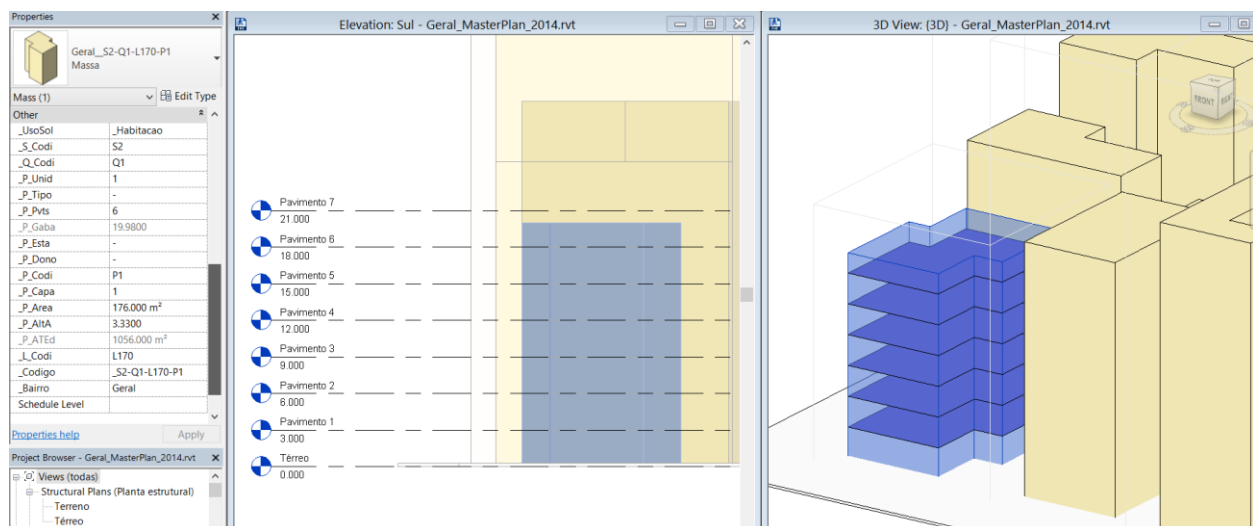 Properties
Geral__S2-Q1-L170-P1
Massa
Mass (1)
Edit Type
Other
_UsoSol _Habitacao
_S_Codi S2
_Q_Codi Q1
_P_Unid 1
_P_Tipo -
_P_Pvts 6
_P_Gaba 19.9800
_P_Esta -
_P_Dono -
_P_Codi P1
_P_Capa 1
_P_Area 176.000 m²
_P_AltA 3.3300
_P_ATEd 1056.000 m²
_L_Codi L170
_Codigo _S2-Q1-L170-P1
_Bairro Geral
Schedule Level
Properties help
Apply
Project Browser - Geral_MasterPlan_2014.rvt
Views (todas)
Structural Plans (Planta estrutural)
Terreno
Térreo
Elevation: Sul - Geral_MasterPlan_2014.rvt
Pavimento 7
21.000
Pavimento 6
18.000
Pavimento 5
15.000
Pavimento 4
12.000
Pavimento 3
9.000
Pavimento 2
6.000
Pavimento 1
3.000
Térreo
0.000
3D View: {3D} - Geral_MasterPlan_2014.rvt
FRONT